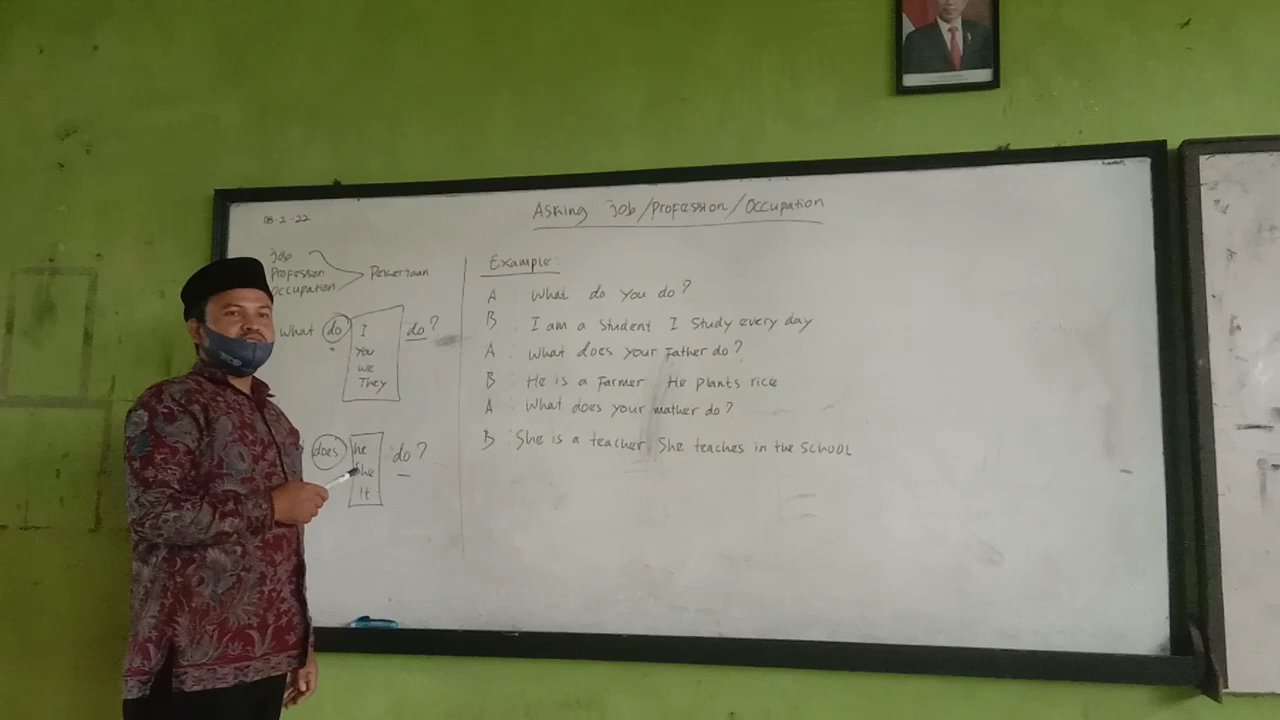 08-2-22
Asking Job/Profession/Occupation
Job
Profession
Occupation
Pekerjaan
What do I do?
You
We
They
does he do?
She
It
Example:
A : What do you do?
B : I am a student I study every day
A : What does your Father do?
B : He is a Farmer He plants rice
A : What does your mather do?
B : She is a teacher. She teaches in the SCHOOL